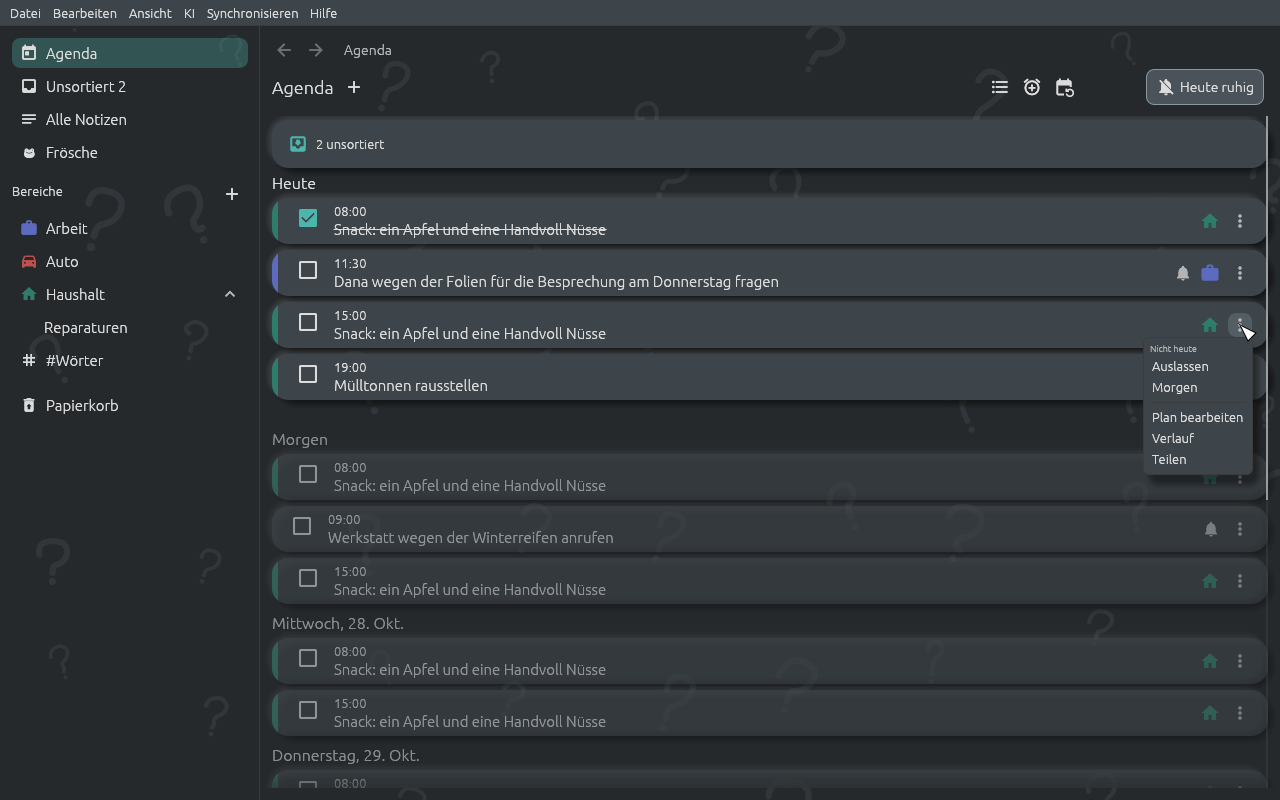 Datei Bearbeiten Ansicht KI Synchronisieren Hilfe
Agenda
Unsortiert 2
Alle Notizen
Frösche
Bereiche
Arbeit
Auto
Haushalt
Reparaturen
#Wörter
Papierkorb
Agenda
Agenda
Heute ruhig
2 unsortiert
Heute
08:00
Snack: ein Apfel und eine Handvoll Nüsse
11:30
Dana wegen der Folien für die Besprechung am Donnerstag fragen
15:00
Snack: ein Apfel und eine Handvoll Nüsse
19:00
Mülltonnen rausstellen
Nicht heute
Auslassen
Morgen
Plan bearbeiten
Verlauf
Teilen
Morgen
08:00
Snack: ein Apfel und eine Handvoll Nüsse
09:00
Werkstatt wegen der Winterreifen anrufen
15:00
Snack: ein Apfel und eine Handvoll Nüsse
Mittwoch, 28. Okt.
08:00
Snack: ein Apfel und eine Handvoll Nüsse
15:00
Snack: ein Apfel und eine Handvoll Nüsse
Donnerstag, 29. Okt.
08:00